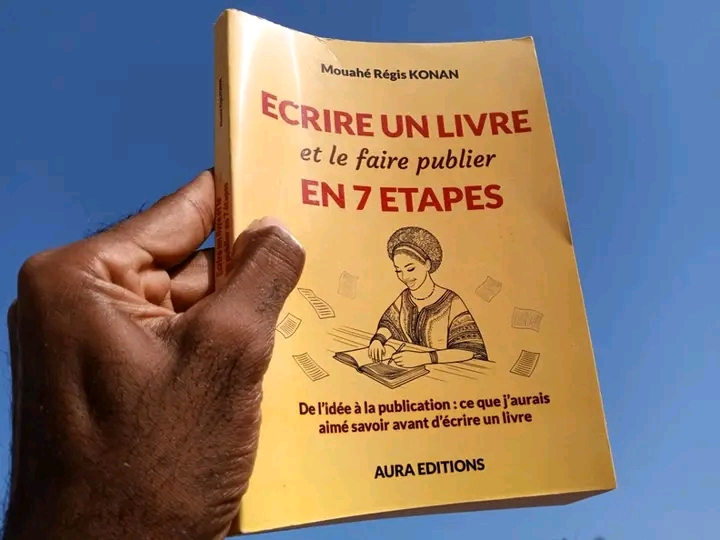 Mouahé Régis KONAN
ECRIRE UN LIVRE
et le faire publier
EN 7 ETAPES
De l'idée à la publication : ce que j'aurais
aimé savoir avant d'écrire un livre
AURA EDITIONS